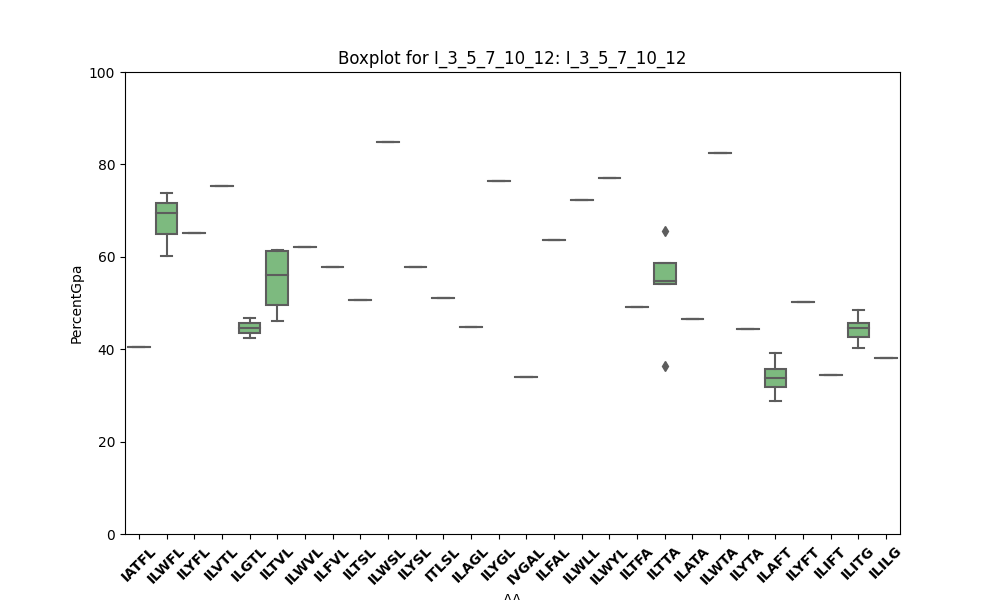 Boxplot for I_3_5_7_10_12: I_3_5_7_10_12
100
80
60
40
20
0
PercentGpa
IATFL
ILWFL
ILYFL
ILVTL
ILGTL
ILTVL
ILWVL
ILFVL
ILTSL
ILWSL
ILYSL
ITLSL
ILAGL
ILYGL
IVGAL
ILFAL
ILWLL
ILWYL
ILTFA
ILTTA
ILATA
ILWTA
ILYTA
ILAFT
ILYFT
ILIFT
ILITG
ILILG
AA